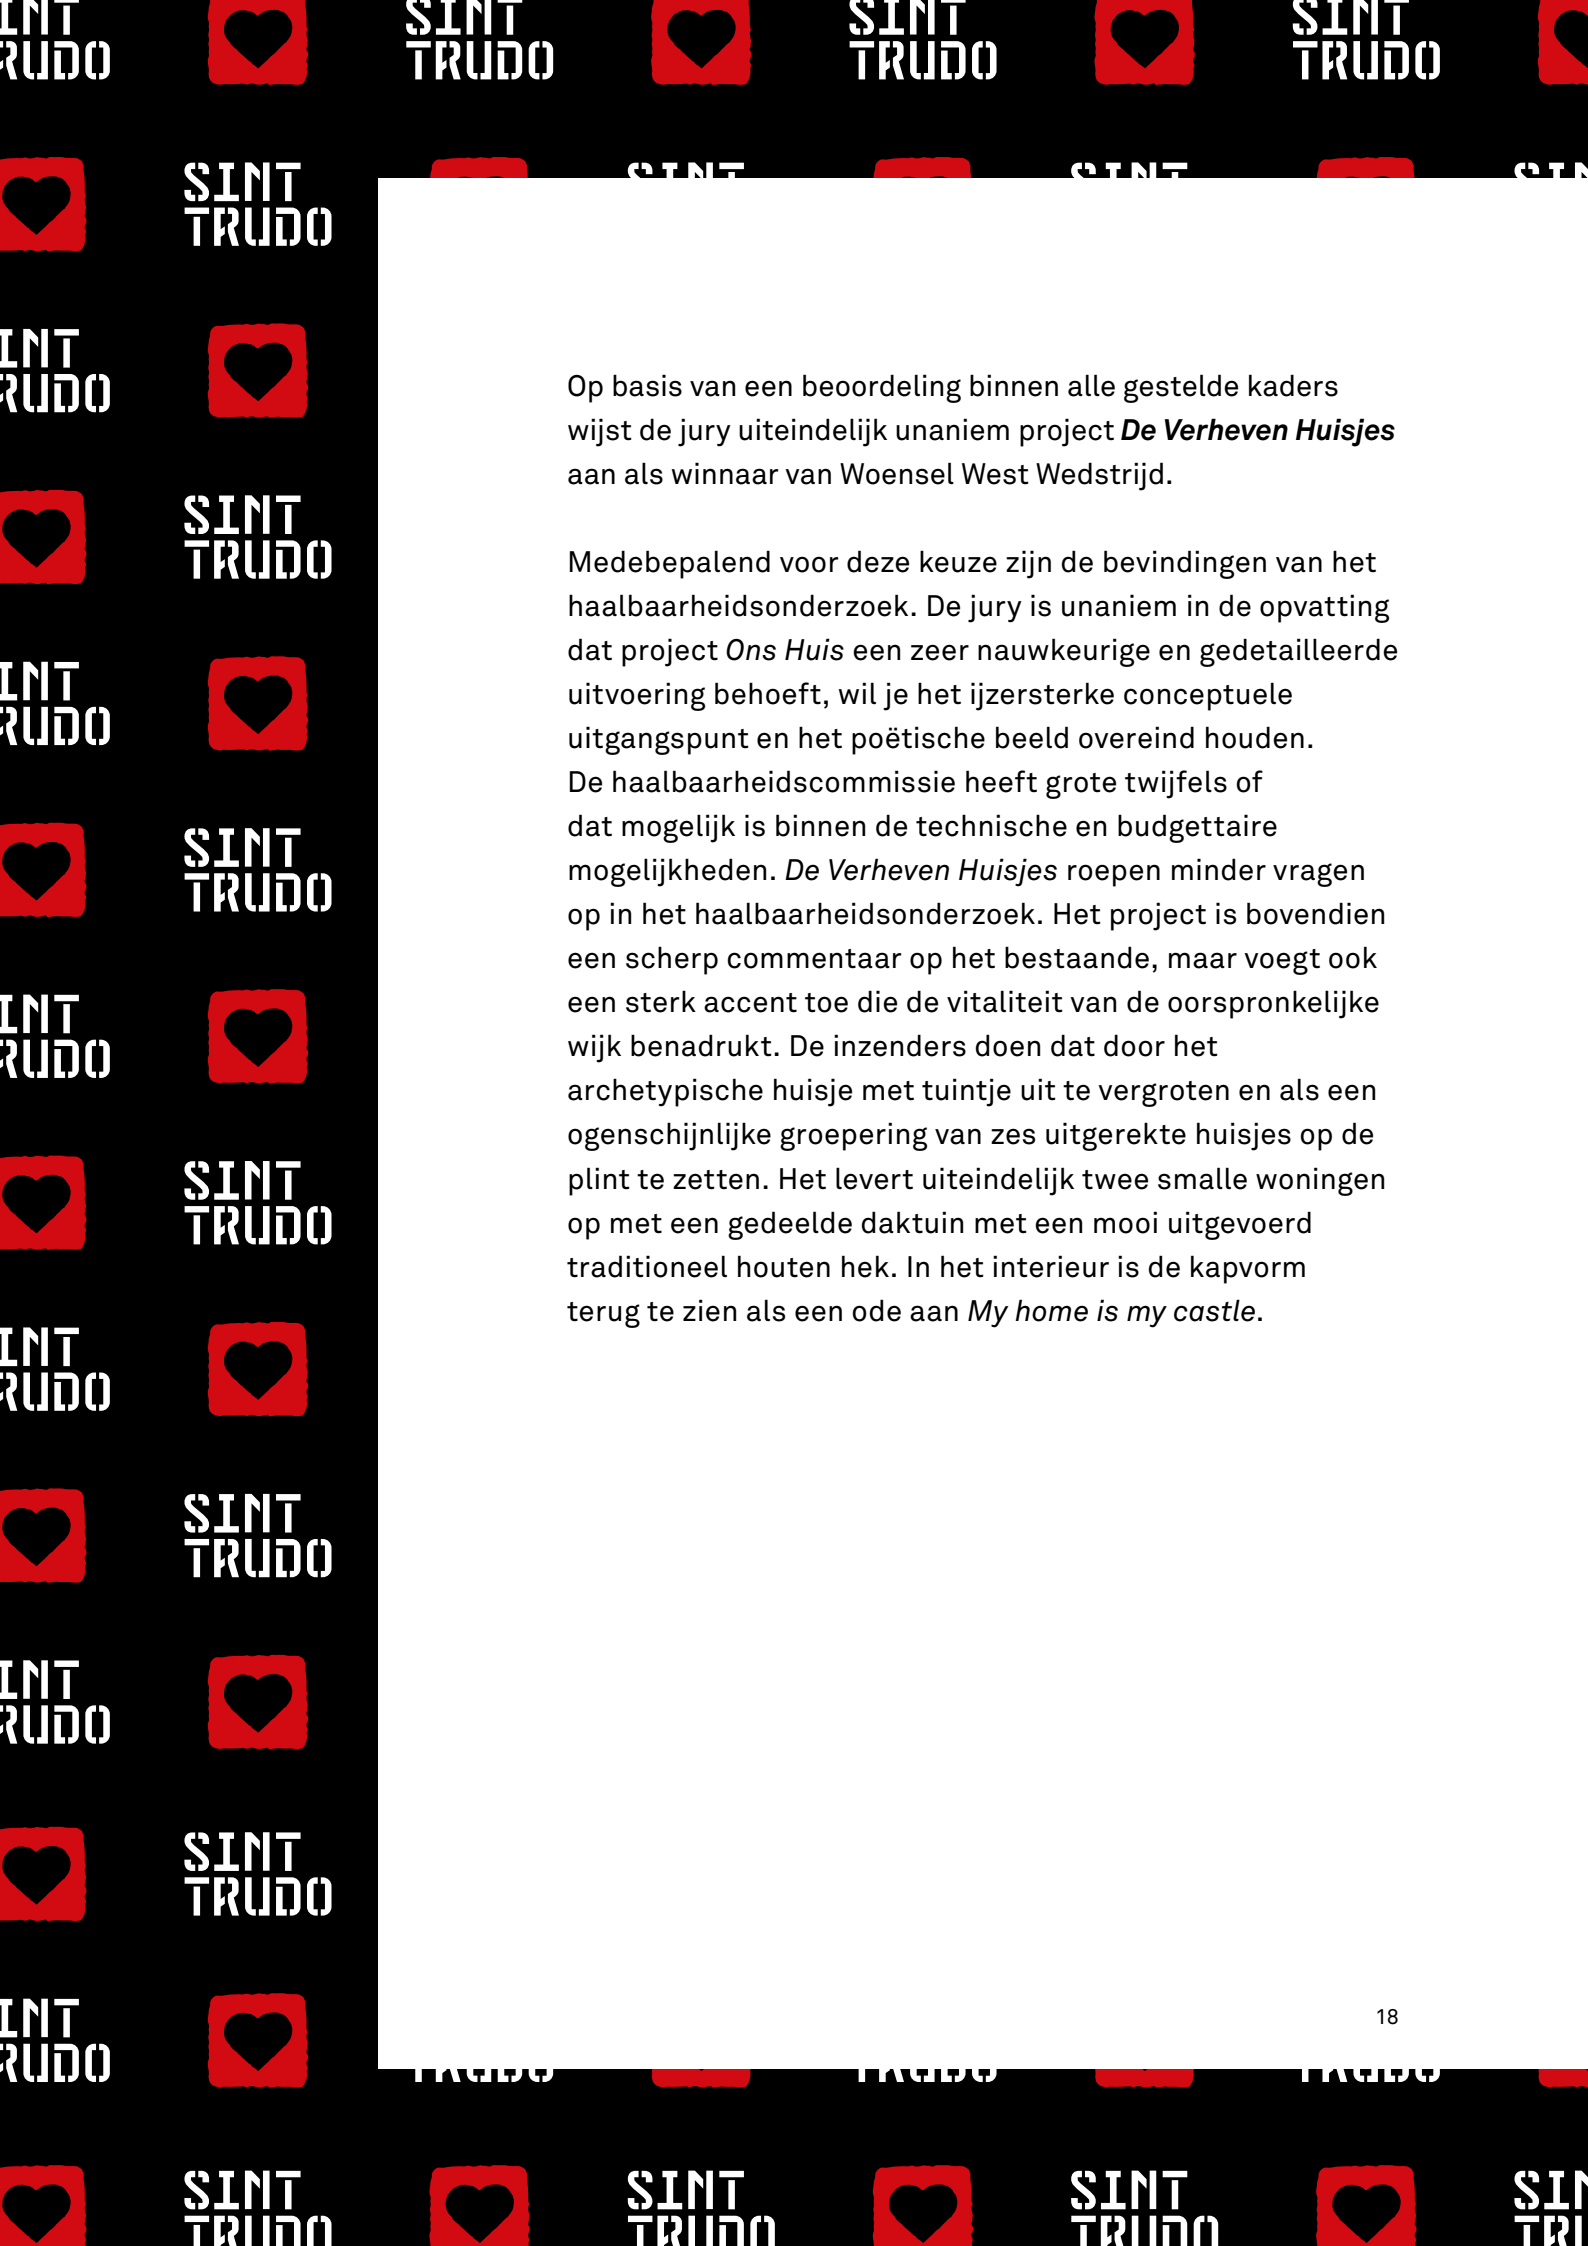 SINT
TRUDO
Op basis van een beoordeling binnen alle gestelde kaders
wijst de jury uiteindelijk unaniem project De Verheven Huisjes
aan als winnaar van Woensel West Wedstrijd.
Medebepalend voor deze keuze zijn de bevindingen van het
haalbaarheidsonderzoek. De jury is unaniem in de opvatting
dat project Ons Huis een zeer nauwkeurige en gedetailleerde
uitvoering behoeft, wil je het ijzersterke conceptuele
uitgangspunt en het poëtische beeld overeind houden.
De haalbaarheidscommissie heeft grote twijfels of
dat mogelijk is binnen de technische en budgettaire
mogelijkheden. De Verheven Huisjes roepen minder vragen
op in het haalbaarheidsonderzoek. Het project is bovendien
een scherp commentaar op het bestaande, maar voegt ook
een sterk accent toe die de vitaliteit van de oorspronkelijke
wijk benadrukt. De inzenders doen dat door het
archetypische huisje met tuintje uit te vergroten en als een
ogenschijnlijke groepering van zes uitgerekte huisjes op de
plint te zetten. Het levert uiteindelijk twee smalle woningen
op met een gedeelde daktuin met een mooi uitgevoerd
traditioneel houten hek. In het interieur is de kapvorm
terug te zien als een ode aan My home is my castle.
18